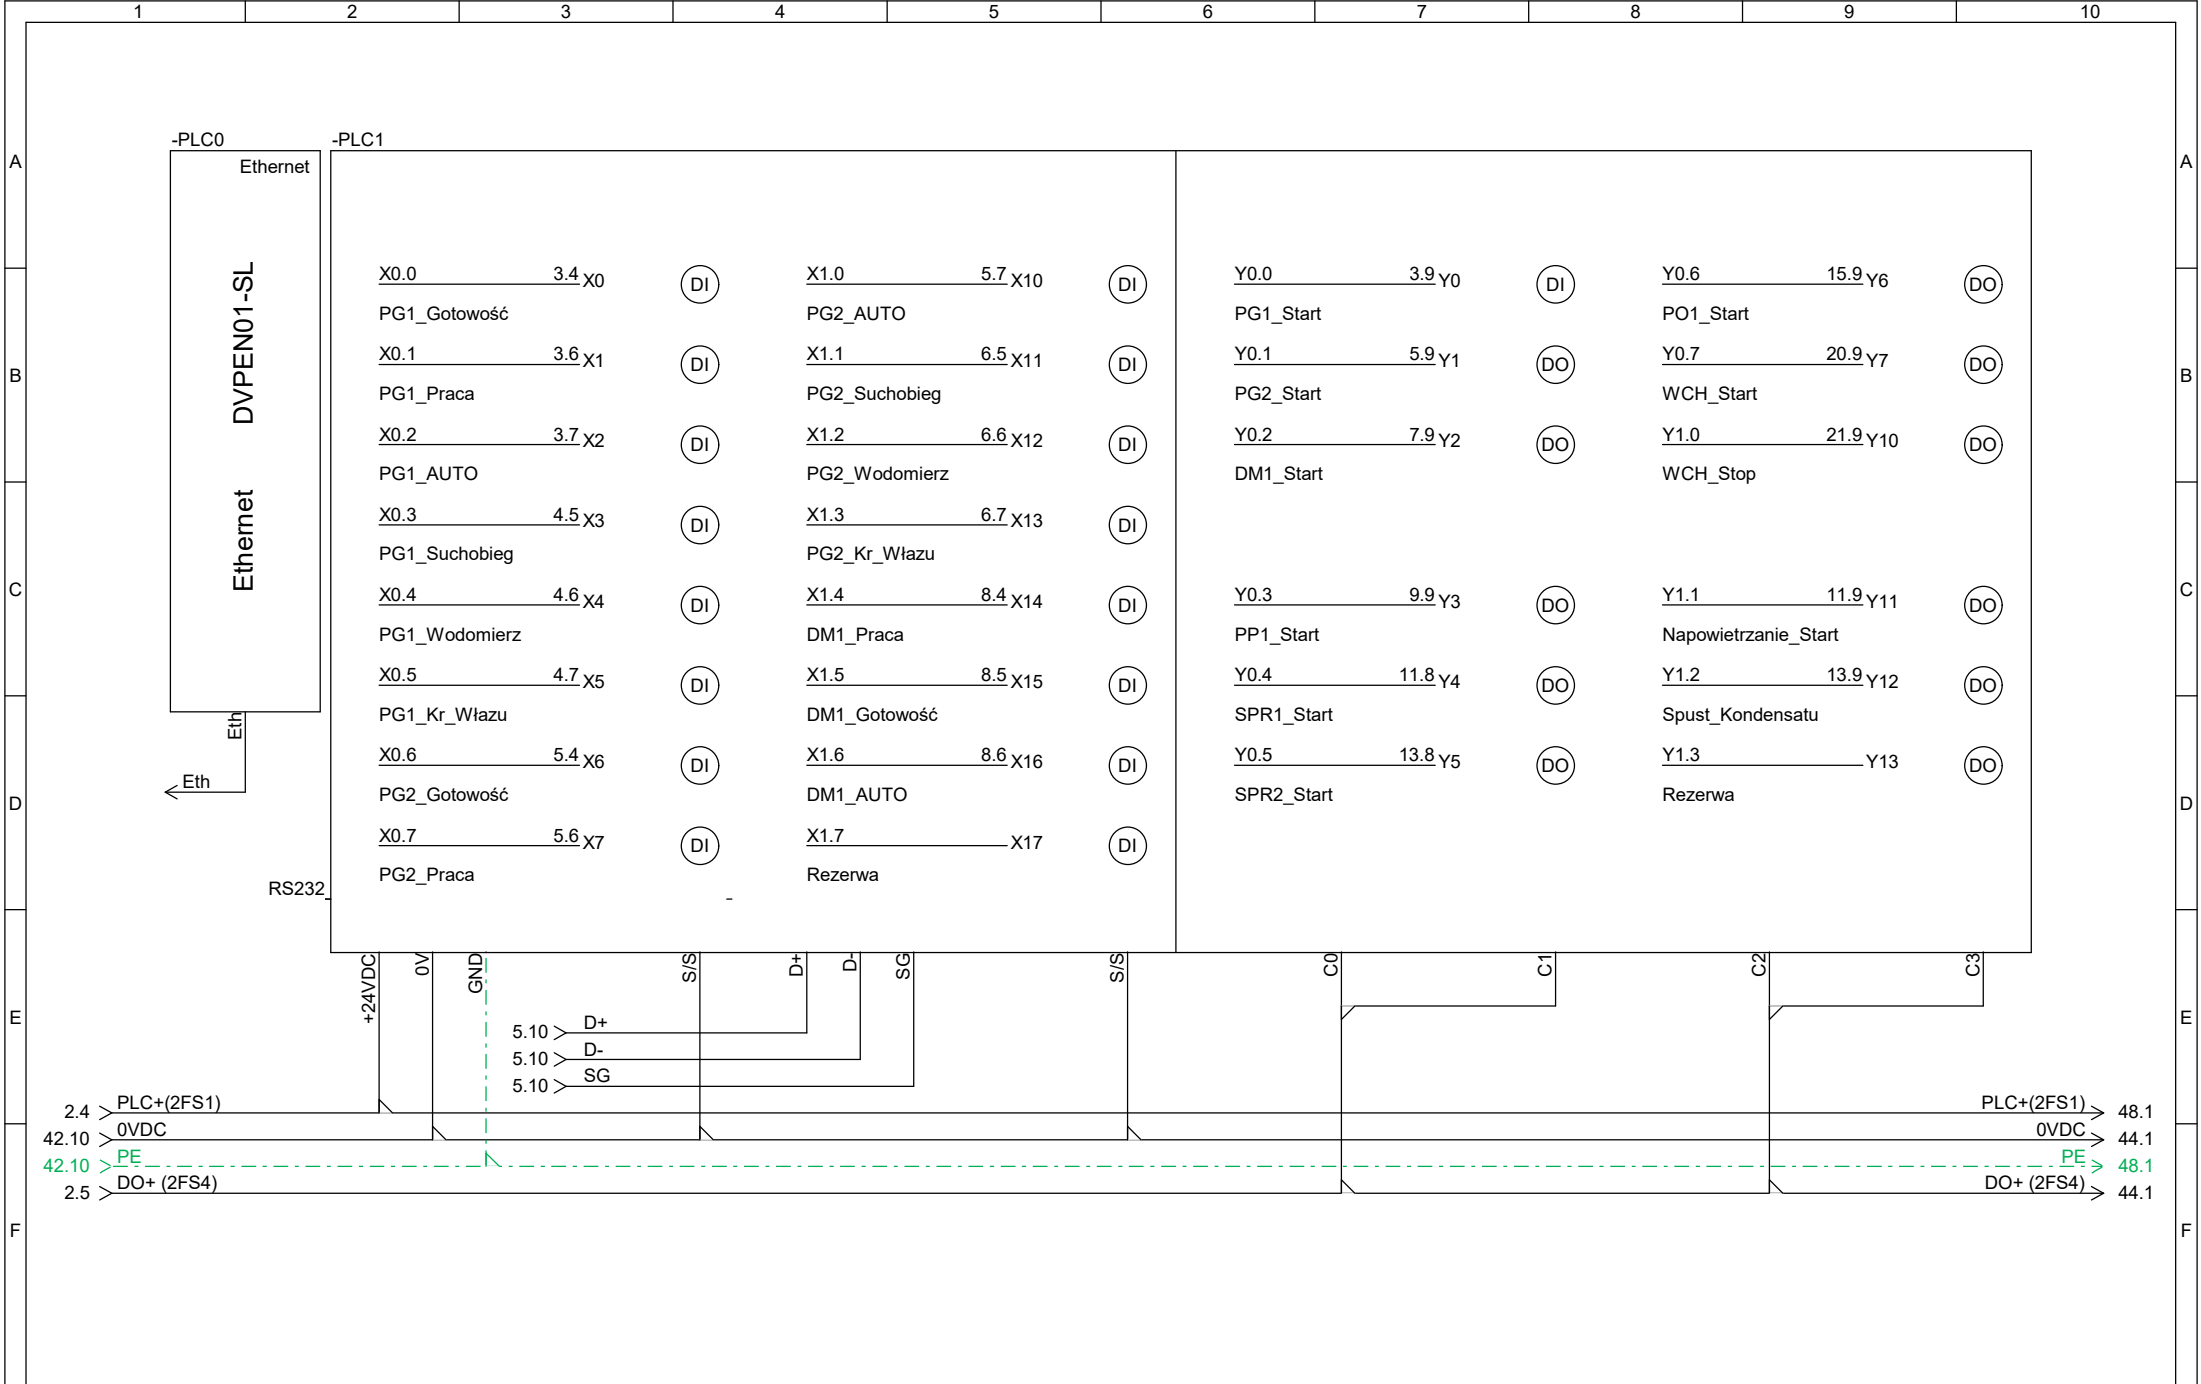 1 2 3 4 5 6 7 8 9 10
-PLC0 -PLC1
A Ethernet A
DVPEN01-SL
Ethernet
X0.0 3.4 X0 DI X1.0 5.7 X10 DI Y0.0 3.9 Y0 DI Y0.6 15.9 Y6 DO
PG1_Gotowość PG2_AUTO PG1_Start PO1_Start
X0.1 3.6 X1 DI X1.1 6.5 X11 DI Y0.1 5.9 Y1 DO Y0.7 20.9 Y7 DO
B B
PG1_Praca PG2_Suchobieg PG2_Start WCH_Start
X0.2 3.7 X2 DI X1.2 6.6 X12 DI Y0.2 7.9 Y2 DO Y1.0 21.9 Y10 DO
PG1_AUTO PG2_Wodomierz DM1_Start WCH_Stop
X0.3 4.5 X3 DI X1.3 6.7 X13 DI
PG1_Suchobieg PG2_Kr_Włazu
C C
X0.4 4.6 X4 DI X1.4 8.4 X14 DI Y0.3 9.9 Y3 DO Y1.1 11.9 Y11 DO
PG1_Wodomierz DM1_Praca PP1_Start Napowietrzanie_Start
X0.5 4.7 X5 DI X1.5 8.5 X15 DI Y0.4 11.8 Y4 DO Y1.2 13.9 Y12 DO
PG1_Kr_Włazu DM1_Gotowość SPR1_Start Spust_Kondensatu
Eth
X0.6 5.4 X6 DI X1.6 8.6 X16 DI Y0.5 13.8 Y5 DO Y1.3 Y13 DO
Eth
PG2_Gotowość DM1_AUTO SPR2_Start Rezerwa
D D
X0.7 5.6 X7 DI X1.7 X17 DI
PG2_Praca Rezerwa
RS232
+24VDC 0V GND S/S D+ D- SG S/S C0 C1 C2 C3
E E
5.10 D+
5.10 D-
5.10 SG
2.4 PLC+(2FS1) PLC+(2FS1) 48.1
42.10 0VDC 0VDC 44.1
42.10 PE PE 48.1
2.5 DO+ (2FS4) DO+ (2FS4) 44.1
F F